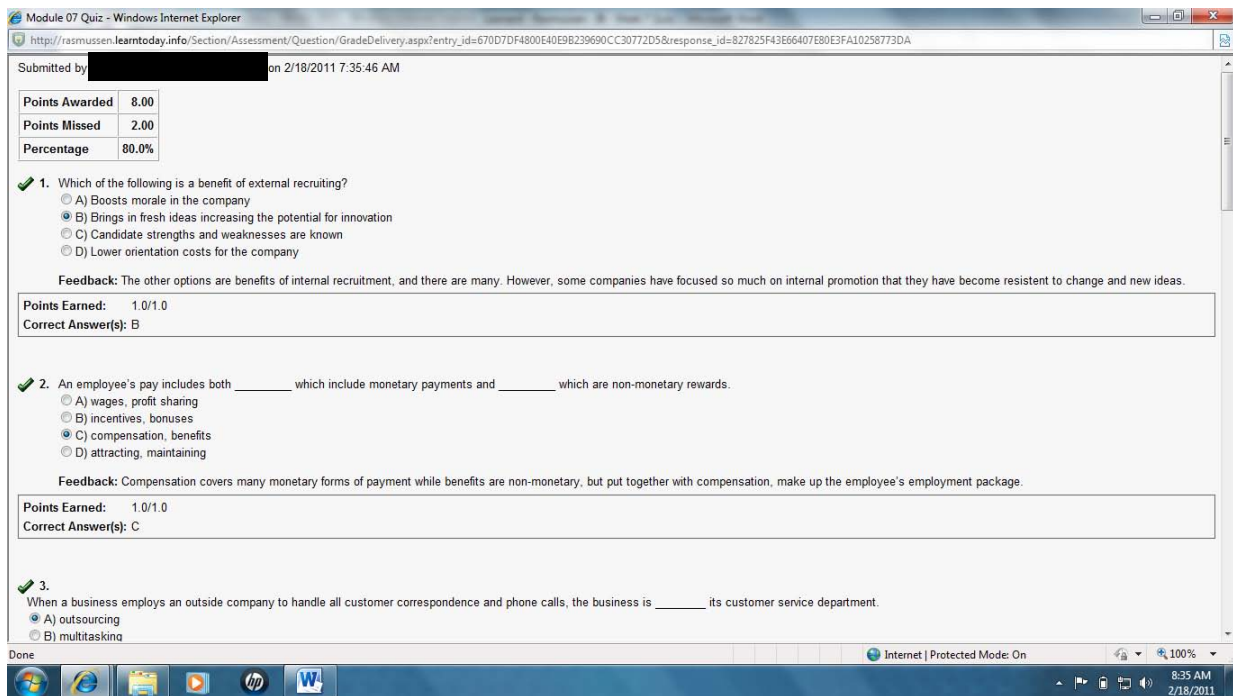 Module 07 Quiz - Windows Internet Explorer
http://rasmussen.learntoday.info/Section/Assessment/Question/GradeDelivery.aspx?entry_id=670D7DF4800E40E9B239690CC30772D5&response_id=827825F43E66407E80E3FA10258773DA
Submitted by on 2/18/2011 7:35:46 AM
Points Awarded 8.00
Points Missed 2.00
Percentage 80.0%
1. Which of the following is a benefit of external recruiting?
A) Boosts morale in the company
B) Brings in fresh ideas increasing the potential for innovation
C) Candidate strengths and weaknesses are known
D) Lower orientation costs for the company
Feedback: The other options are benefits of internal recruitment, and there are many. However, some companies have focused so much on internal promotion that they have become resistent to change and new ideas.
Points Earned: 1.0/1.0
Correct Answer(s): B
2. An employee's pay includes both ________ which include monetary payments and ________ which are non-monetary rewards.
A) wages, profit sharing
B) incentives, bonuses
C) compensation, benefits
D) attracting, maintaining
Feedback: Compensation covers many monetary forms of payment while benefits are non-monetary, but put together with compensation, make up the employee's employment package.
Points Earned: 1.0/1.0
Correct Answer(s): C
3.
When a business employs an outside company to handle all customer correspondence and phone calls, the business is _______ its customer service department.
A) outsourcing
B) multitasking
Done
Internet | Protected Mode: On
100%
hp
W
8:35 AM
2/18/2011